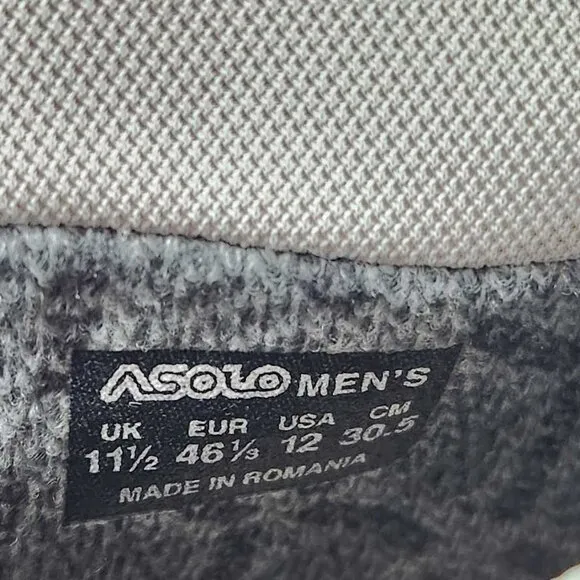 ASOLO MEN'S
UK EUR USA CM
11½ 46⅓ 12 30.5
MADE IN ROMANIA